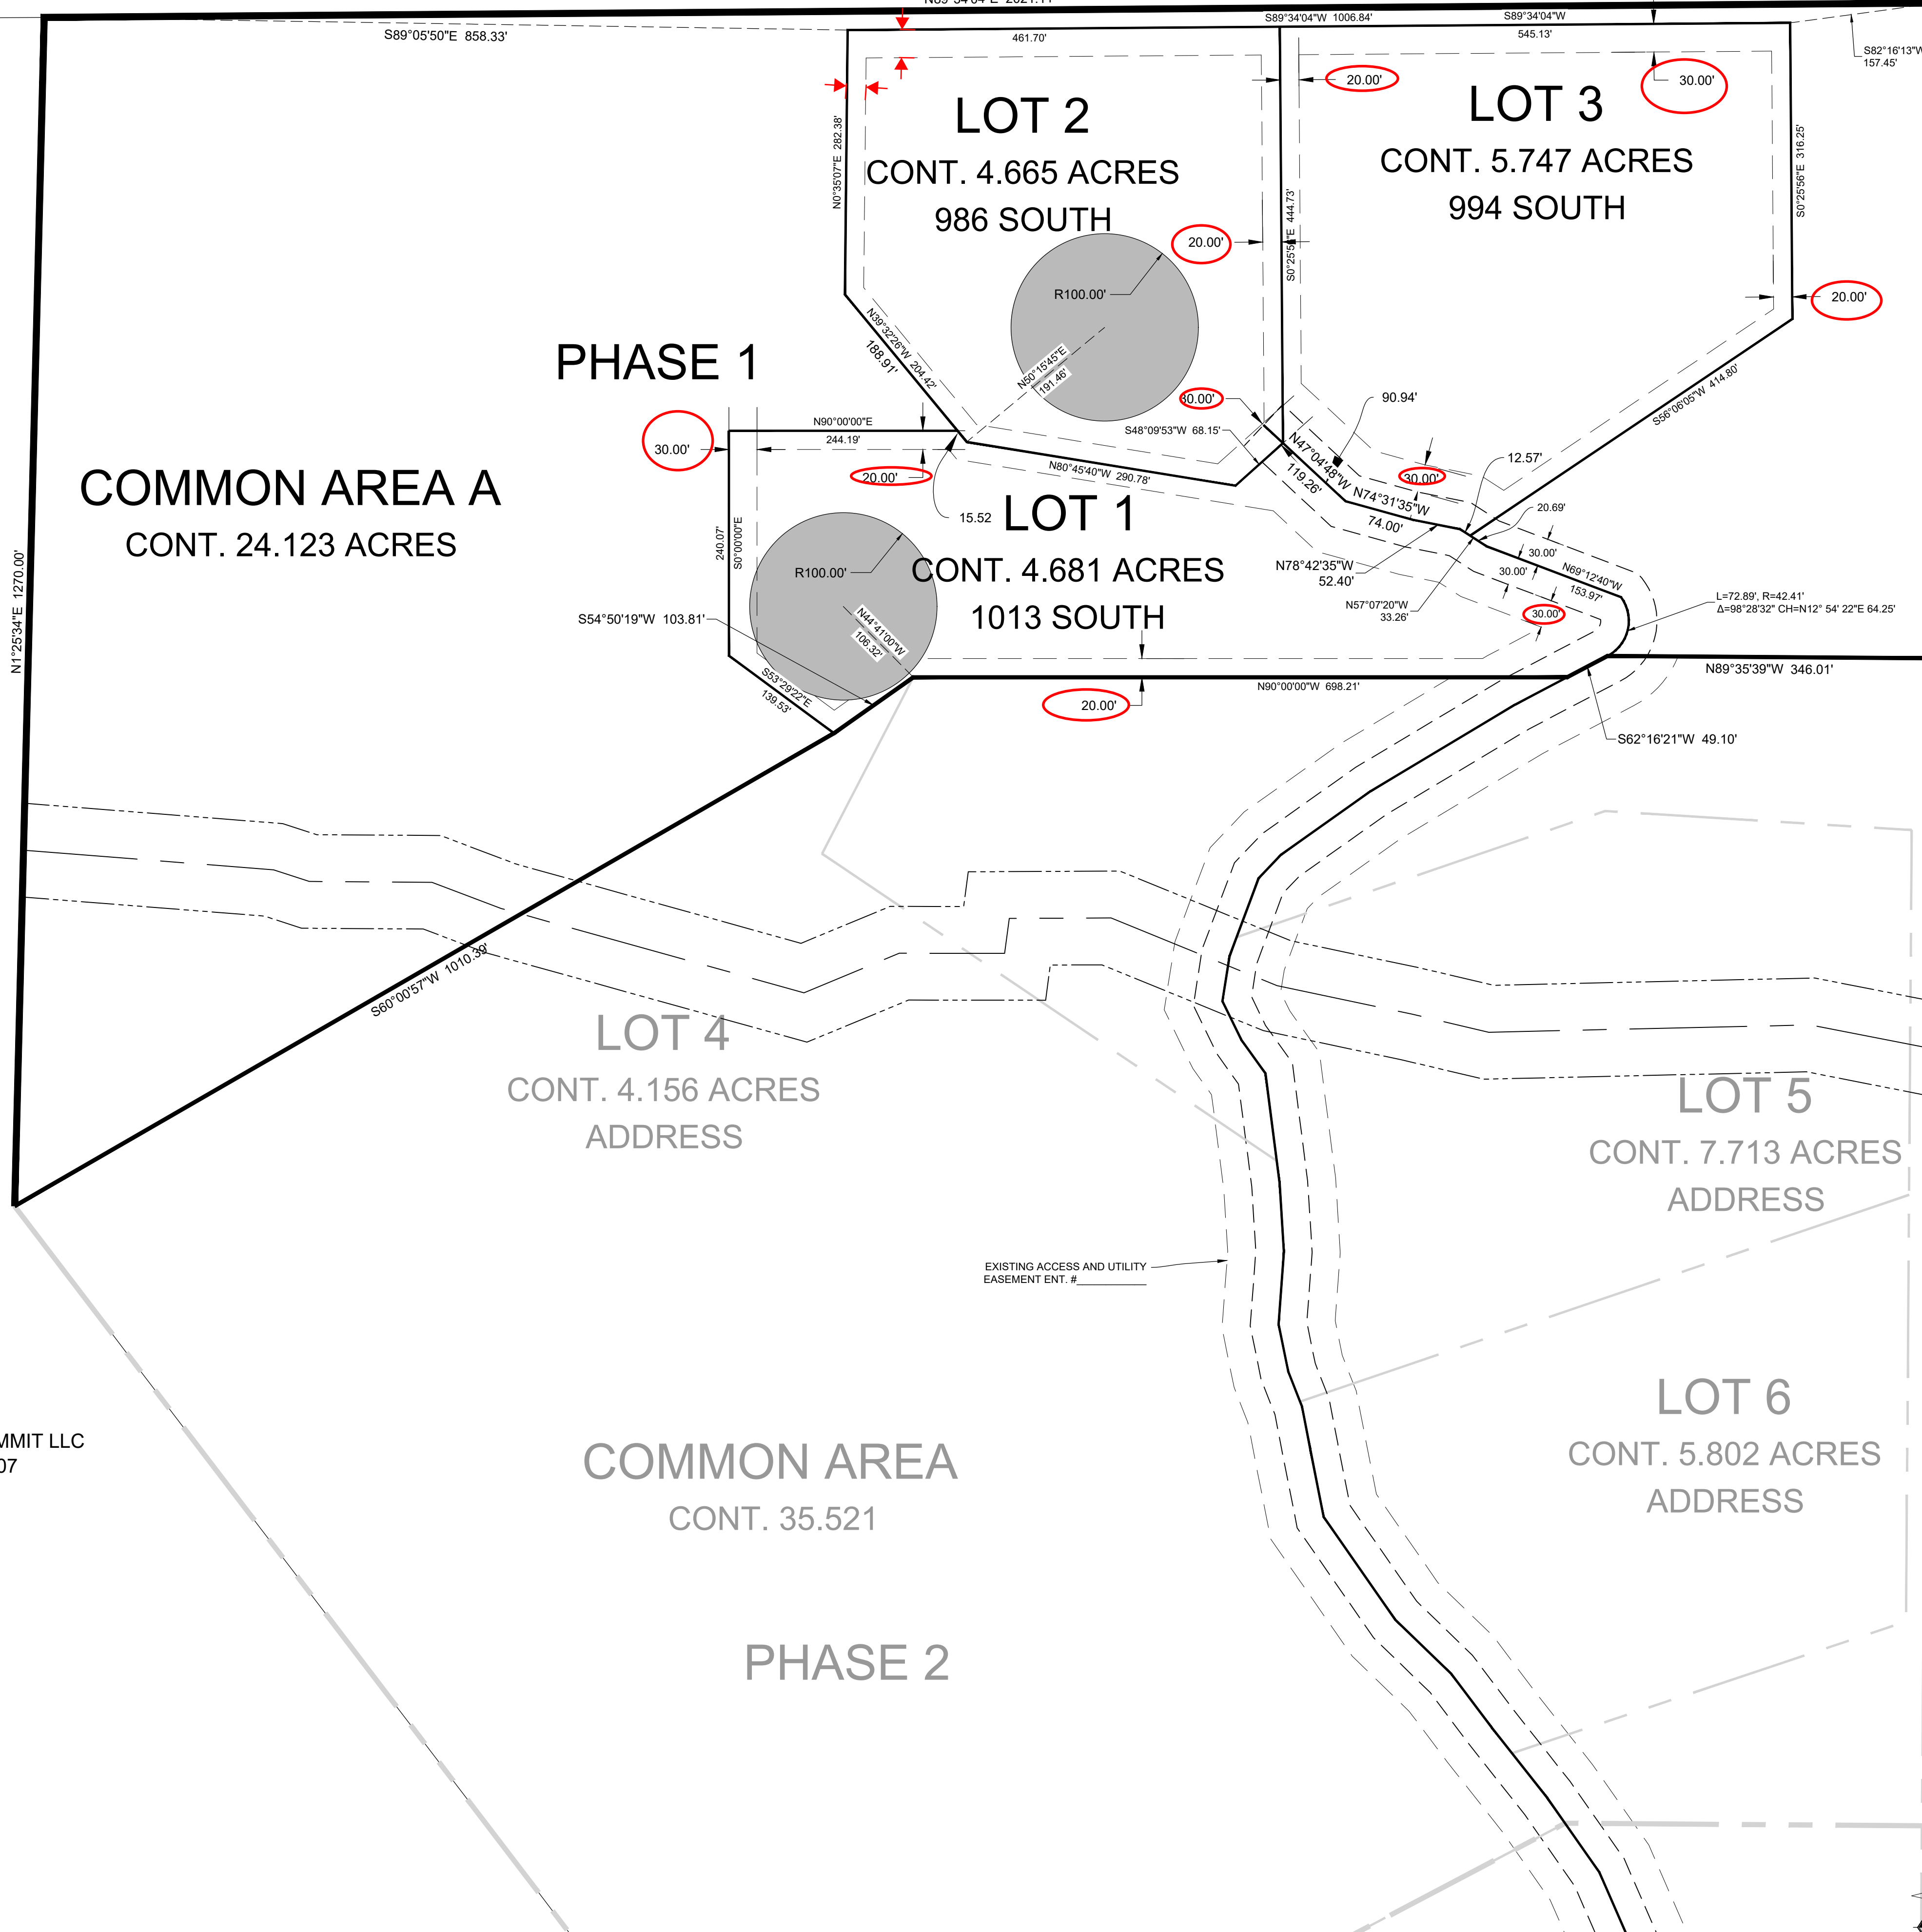 S89°05'50"E 858.33'
S89°34'04"W 1006.84'
S89°34'04"W
461.70'
545.13'
S82°16'13"W
157.45'
20.00'
30.00'
LOT 2
CONT. 4.665 ACRES
986 SOUTH
LOT 3
CONT. 5.747 ACRES
994 SOUTH
N0°35'07"E 282.38'
S0°25'56"E 444.73'
S0°25'56"E 316.25'
20.00'
R100.00'
20.00'
N39°32'26"W 204.42'
188.91'
N50°15'45"E
191.46'
PHASE 1
30.00'
90.94'
S56°06'05"W 414.80'
N90°00'00"E
244.19'
30.00'
20.00'
S48°09'53"W 68.15'
N47°04'48"W
119.26'
30.00'
12.57'
N80°45'40"W 290.78'
N74°31'35"W
74.00'
20.69'
COMMON AREA A
CONT. 24.123 ACRES
15.52
LOT 1
CONT. 4.681 ACRES
1013 SOUTH
240.07'
S0°00'00"E
R100.00'
N78°42'35"W
52.40'
30.00'
30.00'
N69°12'40"W
153.97'
N57°07'20"W
33.26'
30.00'
L=72.89', R=42.41'
Δ=98°28'32" CH=N12° 54' 22"E 64.25'
N1°25'34"E 1270.00'
S54°50'19"W 103.81'
N44°41'00"W
106.32'
S53°29'22"E
139.53'
N90°00'00"W 698.21'
N89°35'39"W 346.01'
20.00'
S62°16'21"W 49.10'
S60°00'57"W 1010.39'
LOT 4
CONT. 4.156 ACRES
ADDRESS
LOT 5
CONT. 7.713 ACRES
ADDRESS
EXISTING ACCESS AND UTILITY
EASEMENT ENT. #
LOT 6
CONT. 5.802 ACRES
ADDRESS
MMIT LLC
07
COMMON AREA
CONT. 35.521
PHASE 2